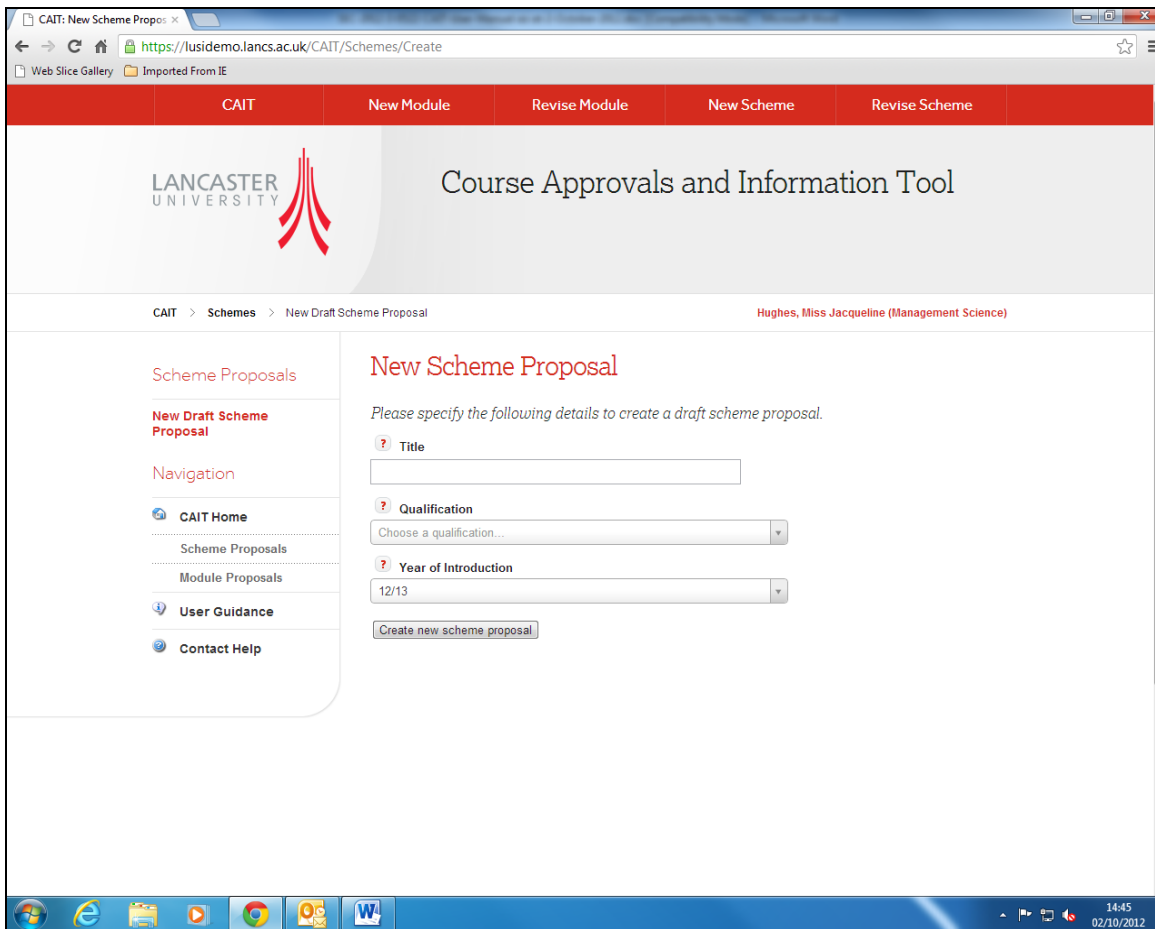 CAIT: New Scheme Propos
https://lusidemo.lancs.ac.uk/CAIT/Schemes/Create
Web Slice Gallery Imported From IE
CAIT New Module Revise Module New Scheme Revise Scheme
LANCASTER
UNIVERSITY
Course Approvals and Information Tool
CAIT > Schemes > New Draft Scheme Proposal Hughes, Miss Jacqueline (Management Science)
Scheme Proposals
New Draft Scheme
Proposal
Navigation
CAIT Home
Scheme Proposals
Module Proposals
User Guidance
Contact Help
New Scheme Proposal
Please specify the following details to create a draft scheme proposal.
? Title
? Qualification
Choose a qualification...
? Year of Introduction
12/13
Create new scheme proposal
14:45
02/10/2012